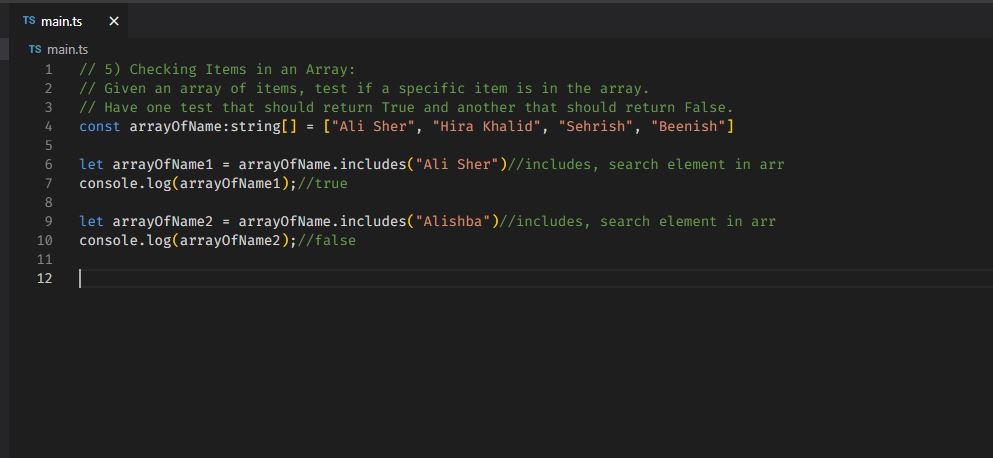 TS main.ts ×
TS main.ts
1 // 5) Checking Items in an Array:
2 // Given an array of items, test if a specific item is in the array.
3 // Have one test that should return True and another that should return False.
4 const arrayOfName:string[] = ["Ali Sher", "Hira Khalid", "Sehrish", "Beenish"]
5
6 let arrayOfName1 = arrayOfName.includes("Ali Sher")//includes, search element in arr
7 console.log(arrayOfName1);//true
8
9 let arrayOfName2 = arrayOfName.includes("Alishba")//includes, search element in arr
10 console.log(arrayOfName2);//false
11
12